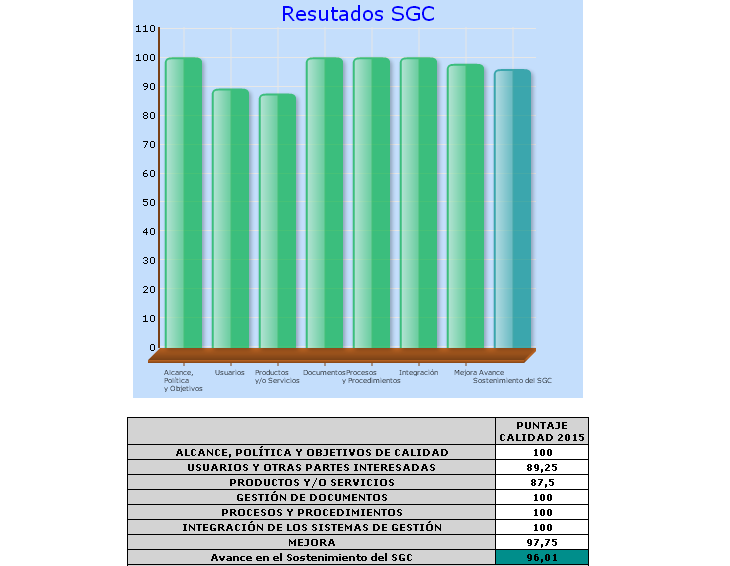 Resutados SGC
110
100
90
80
70
60
50
40
30
20
10
0
Alcance,
Política
y Objetivos
Usuarios
Productos
y/o Servicios
Documentos
Procesos
y Procedimientos
Integración
Mejora
Avance
Sostenimiento del SGC
PUNTAJE
CALIDAD 2015
ALCANCE, POLÍTICA Y OBJETIVOS DE CALIDAD 100
USUARIOS Y OTRAS PARTES INTERESADAS 89,25
PRODUCTOS Y/O SERVICIOS 87,5
GESTIÓN DE DOCUMENTOS 100
PROCESOS Y PROCEDIMIENTOS 100
INTEGRACIÓN DE LOS SISTEMAS DE GESTIÓN 100
MEJORA 97,75
Avance en el Sostenimiento del SGC 96,01